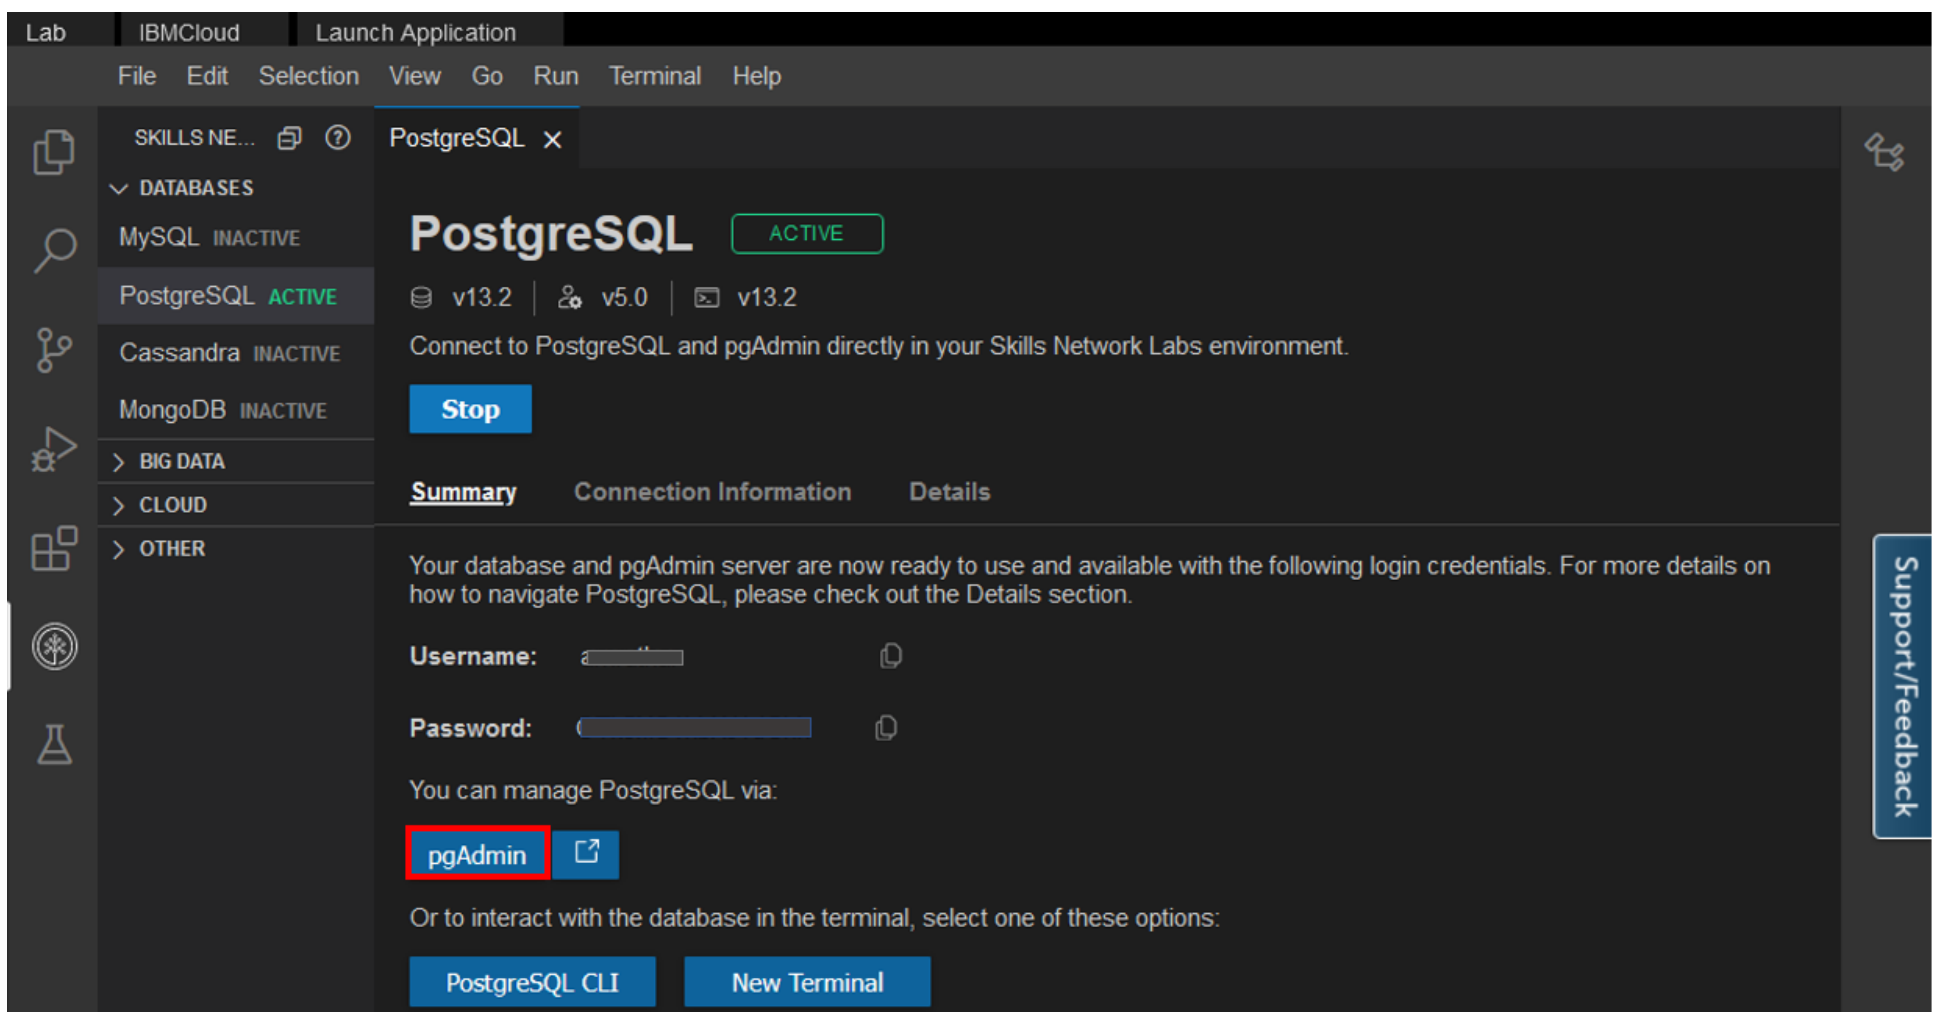 Lab IBMCloud Launch Application
File Edit Selection View Go Run Terminal Help
SKILLS NE...
DATABASES
MySQL INACTIVE
PostgreSQL ACTIVE
Cassandra INACTIVE
MongoDB INACTIVE
BIG DATA
CLOUD
OTHER
PostgreSQL
PostgreSQL ACTIVE
v13.2 v5.0 v13.2
Connect to PostgreSQL and pgAdmin directly in your Skills Network Labs environment.
Stop
Summary Connection Information Details
Your database and pgAdmin server are now ready to use and available with the following login credentials. For more details on
how to navigate PostgreSQL, please check out the Details section.
Username:
Password:
You can manage PostgreSQL via:
pgAdmin
Or to interact with the database in the terminal, select one of these options:
PostgreSQL CLI New Terminal
Support/Feedback